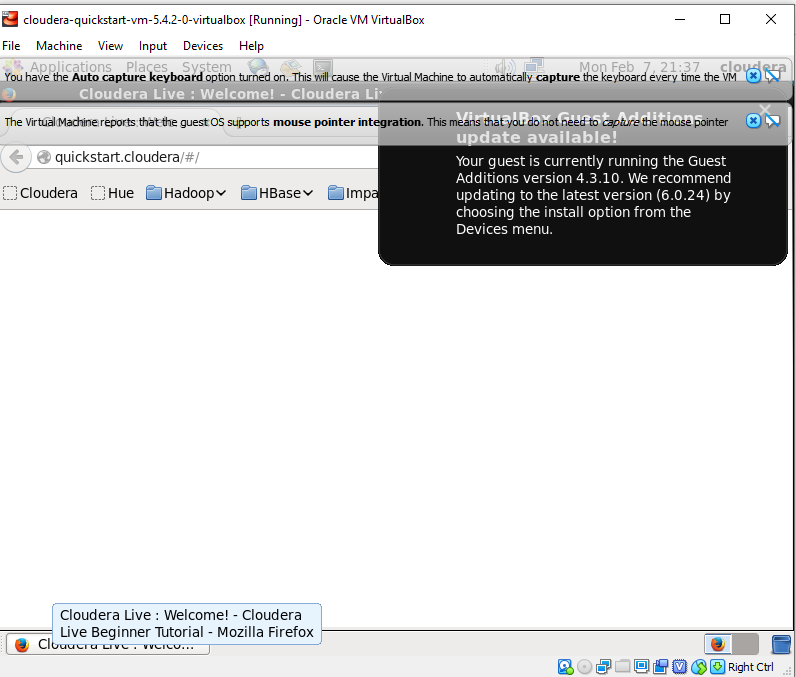 cloudera-quickstart-vm-5.4.2-0-virtualbox [Running] - Oracle VM VirtualBox
File Machine View Input Devices Help
Applications Places System Mon Feb 7, 21:37 cloudera
You have the Auto capture keyboard option turned on. This will cause the Virtual Machine to automatically capture the keyboard every time the VM
Cloudera Live : Welcome! - Cloudera Li
The Virtual Machine reports that the guest OS supports mouse pointer integration. This means that you do not need to capture the mouse pointer
VirtualBox Guest Additions
update available!
quickstart.cloudera/#/
Your guest is currently running the Guest
Additions version 4.3.10. We recommend
updating to the latest version (6.0.24) by
choosing the install option from the
Devices menu.
Cloudera Hue Hadoop HBase Impa
Cloudera Live : Welcome! - Cloudera
Live Beginner Tutorial - Mozilla Firefox
Cloudera Live : Welco...
Right Ctrl